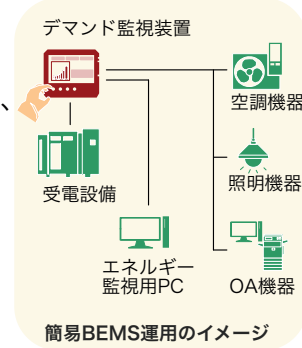 デマンド監視装置
、
空調機器
照明機器
受電設備
エネルギー
監視用PC
OA機器
簡易BEMS運用のイメージ